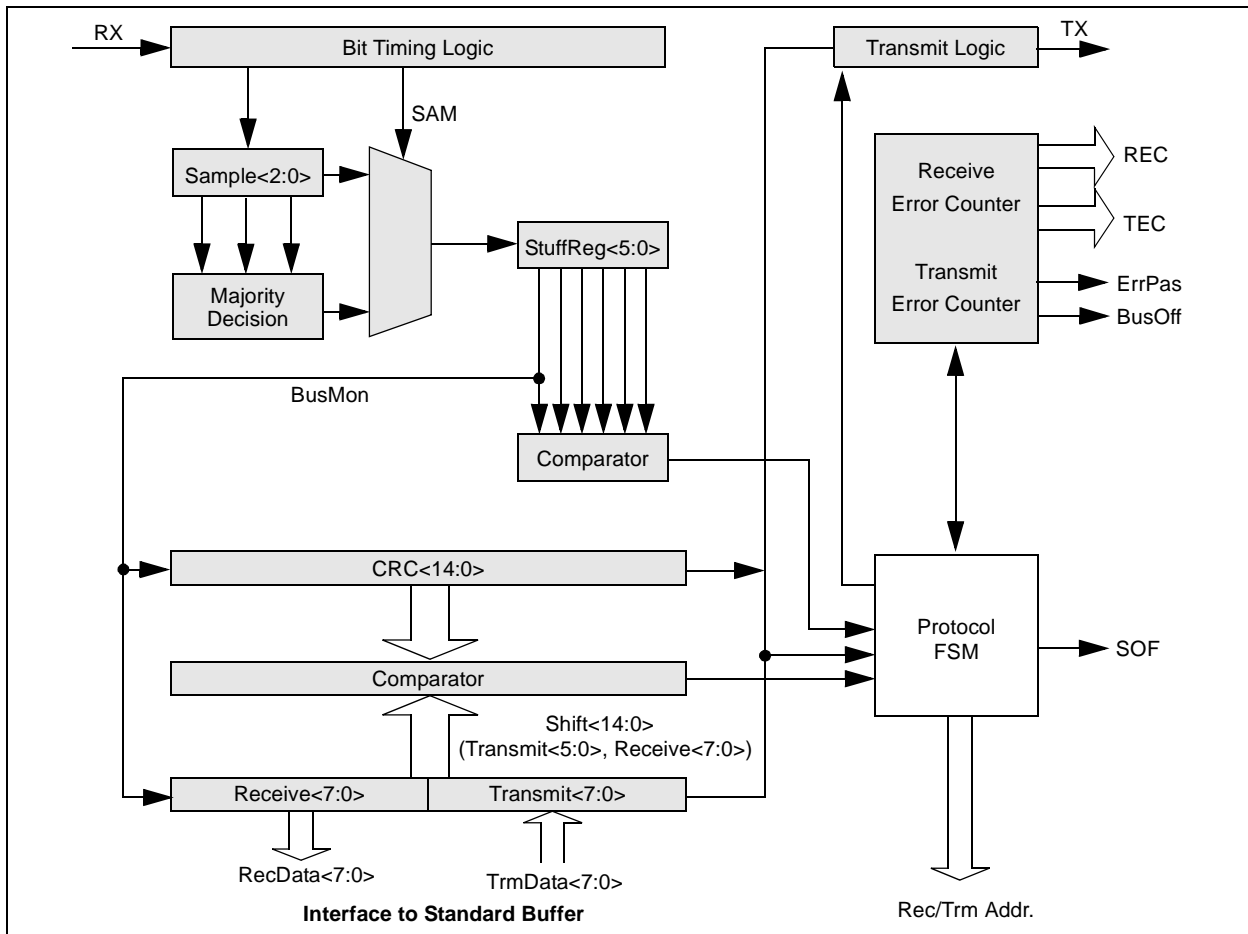 RX
Bit Timing Logic
Transmit Logic
TX
SAM
Sample<2:0>
Receive
Error Counter
REC
TEC
StuffReg<5:0>
Majority
Decision
Transmit
Error Counter
ErrPas
BusOff
BusMon
Comparator
CRC<14:0>
Protocol
FSM
SOF
Comparator
Shift<14:0>
(Transmit<5:0>, Receive<7:0>)
Receive<7:0>
Transmit<7:0>
RecData<7:0>
TrmData<7:0>
Interface to Standard Buffer
Rec/Trm Addr.